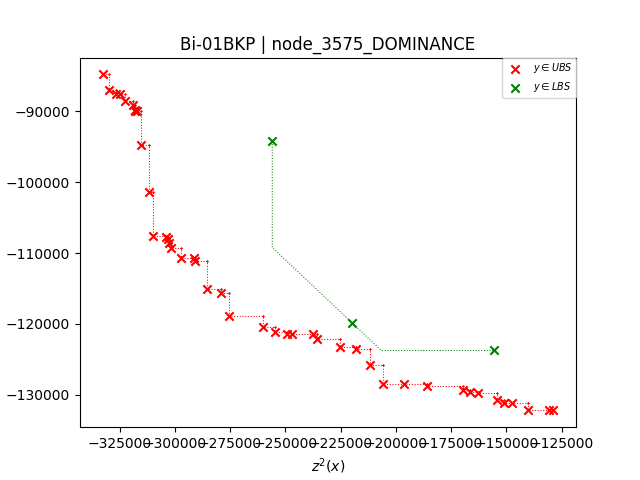 Bi-01BKP | node_3575_DOMINANCE
y ∈ UBS
y ∈ LBS
−90000
−100000
−110000
−120000
−130000
−325000 −300000 −275000 −250000 −225000 −200000 −175000 −150000 −125000
z²(x)